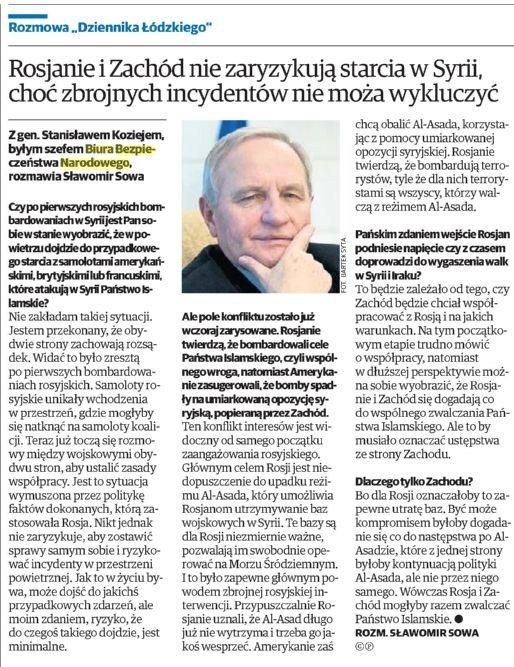 Rozmowa „Dziennika Łódzkiego"
Rosjanie i Zachód nie zaryzykują starcia w Syrii,
choć zbrojnych incydentów nie moża wykluczyć
Z gen. Stanisławem Koziejem,
byłym szefem Biura Bezpie-
czeństwa Narodowego,
rozmawia Sławomir Sowa
Czy po pierwszych rosyjskich bom-
bardowaniach w Syrii jest Pan so-
bie w stanie wyobrazić, że w po-
wietrzu dojdzie do przypadkowe-
go starcia z samolotami amerykań-
skimi, brytyjskimi lub francuskimi,
które atakują w Syrii Państwo Is-
lamskie?
Nie zakładam takiej sytuacji.
Jestem przekonany, że oby-
dwie strony zachowają rozsą-
dek. Widać to było zresztą
po pierwszych bombardowa-
niach rosyjskich. Samoloty ro-
syjskie unikały wchodzenia
w przestrzeń, gdzie mogłyby
się natknąć na samoloty koali-
cji. Teraz już toczą się rozmo-
wy między wojskowymi oby-
dwu stron, aby ustalić zasady
współpracy. Jest to sytuacja
wymuszona przez politykę
faktów dokonanych, którą za-
stosowała Rosja. Nikt jednak
nie zaryzykuje, aby zostawić
sprawy samym sobie i ryzyko-
wać incydenty w przestrzeni
powietrznej. Jak to w życiu by-
wa, może dojść do jakichś
przypadkowych zdarzeń, ale
moim zdaniem, ryzyko, że
do czegoś takiego dojdzie, jest
minimalne.
FOT. BARTEK SYTA
Ale pole konfliktu zostało już
wczoraj zarysowane. Rosjanie
twierdzą, że bombardowali cele
Państwa Islamskiego, czyli wspól-
nego wroga, natomiast Ameryka-
nie zasugerowali, że bomby spad-
ły na umiarkowaną opozycję sy-
ryjską, popieraną przez Zachód.
Ten konflikt interesów jest wi-
doczny od samego początku
zaangażowania rosyjskiego.
Głównym celem Rosji jest nie-
dopuszczenie do upadku reżi-
mu Al-Asada, który umożliwia
Rosjanom utrzymywanie baz
wojskowych w Syrii. Te bazy są
dla Rosji niezmiernie ważne,
pozwalają im swobodnie ope-
rować na Morzu Śródziemnym.
I to było zapewne głównym po-
wodem zbrojnej rosyjskiej in-
terwencji. Przypuszczalnie Ro-
sjanie uznali, że Al-Asad długo
już nie wytrzyma i trzeba go ja-
koś wesprzeć. Amerykanie zaś
chcą obalić Al-Asada, korzysta-
jąc z pomocy umiarkowanej
opozycji syryjskiej. Rosjanie
twierdzą, że bombardują terro-
rystów, tyle że dla nich terrory-
stami są wszyscy, którzy wal-
czą z reżimem Al-Asada.
Pańskim zdaniem wejście Rosjan
podniesie napięcie czy z czasem
doprowadzi do wygaszenia walk
w Syrii i Iraku?
To będzie zależało od tego, czy
Zachód będzie chciał współ-
pracować z Rosją i na jakich
warunkach. Na tym początko-
wym etapie trudno mówić
o współpracy, natomiast
w dłuższej perspektywie moż-
na sobie wyobrazić, że Rosjan-
ie i Zachód się dogadają co
do wspólnego zwalczania Pań-
stwa Islamskiego. Ale to by
musiało oznaczać ustępstwa
ze strony Zachodu.
Dlaczego tylko Zachodu?
Bo dla Rosji oznaczałoby to za-
pewne utratę baz. Być może
kompromisem byłoby dogada-
nie się co do następstwa po Al-
Asadzie, które z jednej strony
byłoby kontynuacją polityki
Al-Asada, ale nie przez niego
samego. Wówczas Rosja i Za-
chód mogłyby razem zwalczać
Państwo Islamskie. ●
ROZM. SŁAWOMIR SOWA
©℗